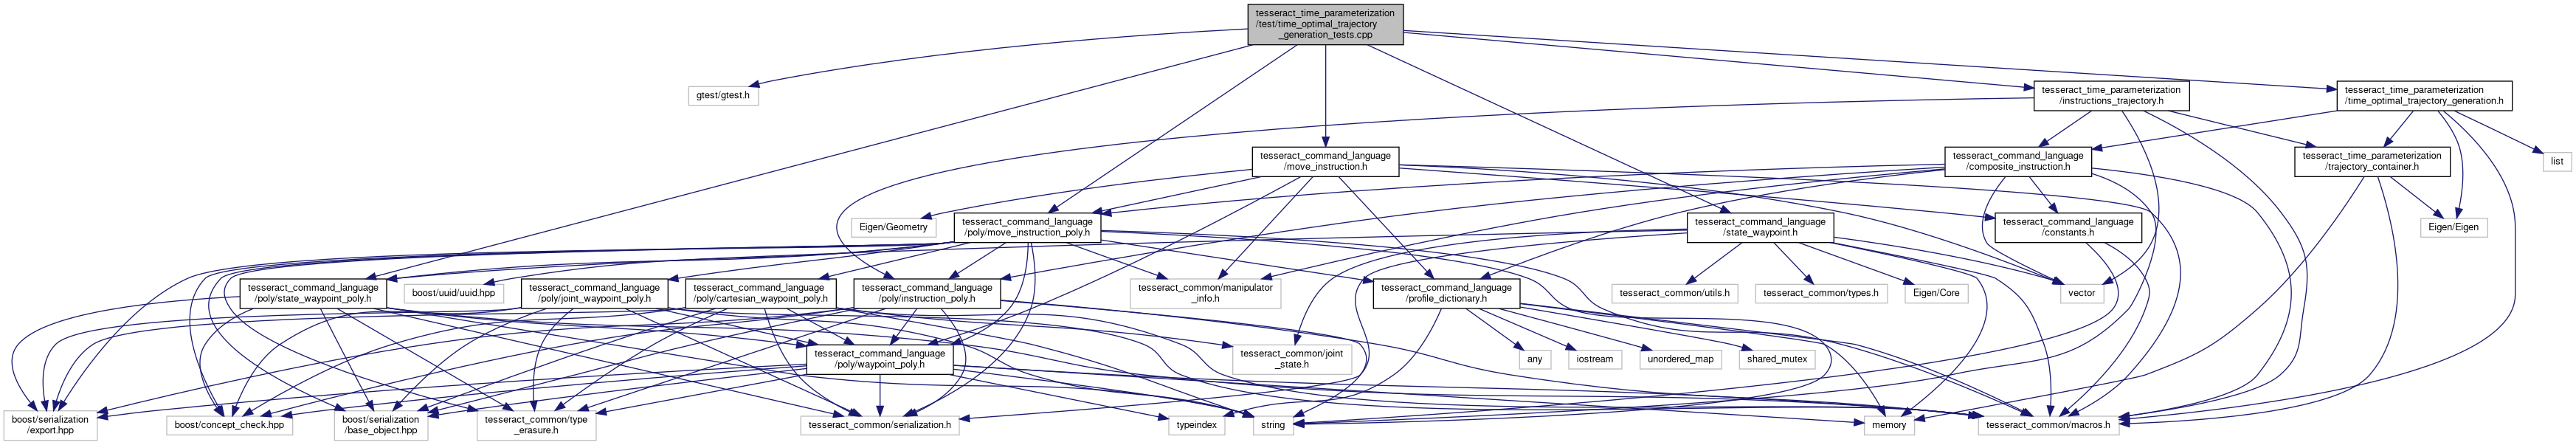 tesseract_time_parameterization
/test/time_optimal_trajectory
_generation_tests.cpp
gtest/gtest.h
tesseract_time_parameterization
/instructions_trajectory.h
tesseract_time_parameterization
/time_optimal_trajectory_generation.h
tesseract_command_language
/move_instruction.h
tesseract_command_language
/composite_instruction.h
tesseract_time_parameterization
/trajectory_container.h
list
Eigen/Geometry
tesseract_command_language
/poly/move_instruction_poly.h
tesseract_command_language
/state_waypoint.h
tesseract_command_language
/constants.h
Eigen/Eigen
tesseract_command_language
/poly/state_waypoint_poly.h
boost/uuid/uuid.hpp
tesseract_command_language
/poly/joint_waypoint_poly.h
tesseract_command_language
/poly/cartesian_waypoint_poly.h
tesseract_command_language
/poly/instruction_poly.h
tesseract_common/manipulator
_info.h
tesseract_command_language
/profile_dictionary.h
tesseract_common/utils.h
tesseract_common/types.h
Eigen/Core
vector
tesseract_command_language
/poly/waypoint_poly.h
tesseract_common/joint
_state.h
any
iostream
unordered_map
shared_mutex
boost/serialization
/export.hpp
boost/concept_check.hpp
boost/serialization
/base_object.hpp
tesseract_common/type
_erasure.h
tesseract_common/serialization.h
typeindex
string
memory
tesseract_common/macros.h